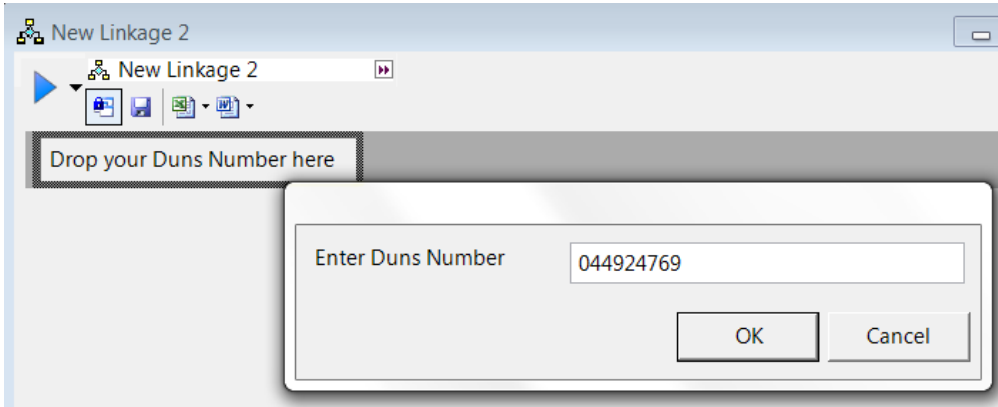 New Linkage 2
New Linkage 2
Drop your Duns Number here
Enter Duns Number
044924769
OK
Cancel